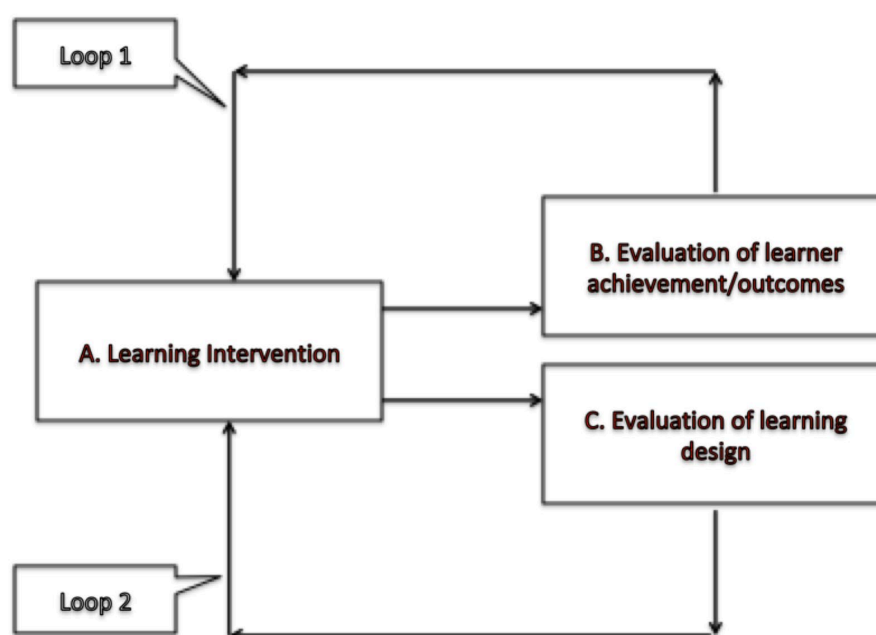 Loop 1
B. Evaluation of learner
achievement/outcomes
A. Learning Intervention
C. Evaluation of learning
design
Loop 2